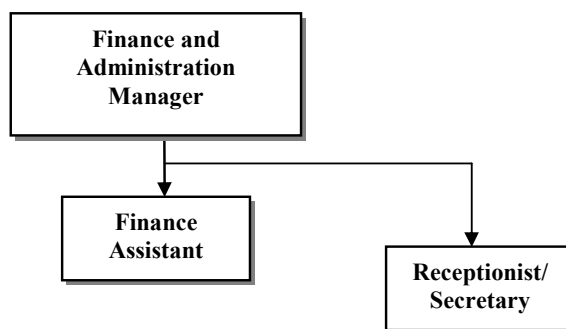 Finance and
Administration
Manager
Finance
Assistant
Receptionist/
Secretary